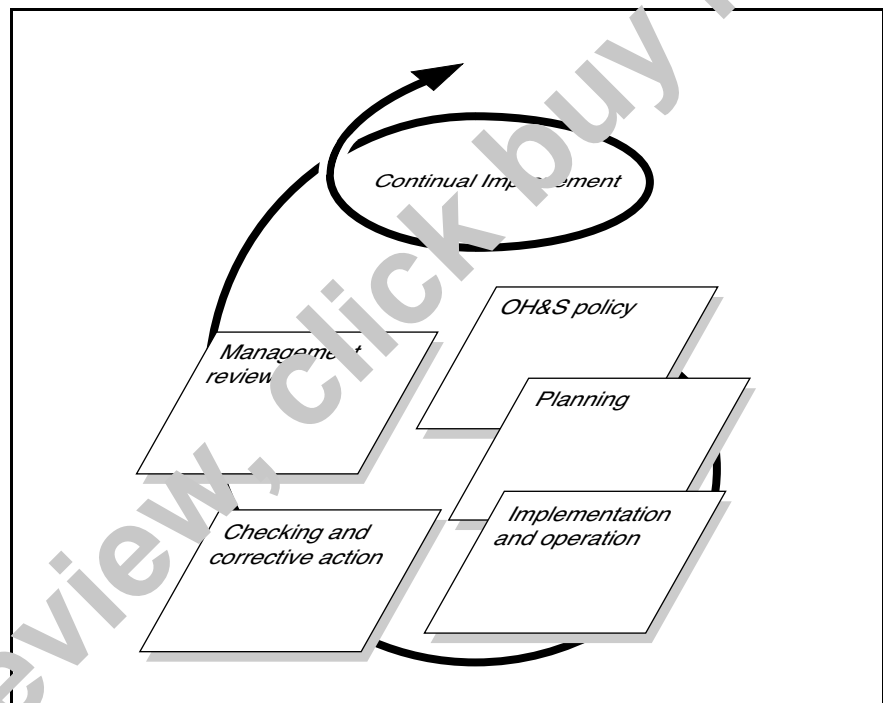 Continual Improvement
OH&S policy
Management
review
Planning
Implementation
and operation
Checking and
corrective action
eview, click buy